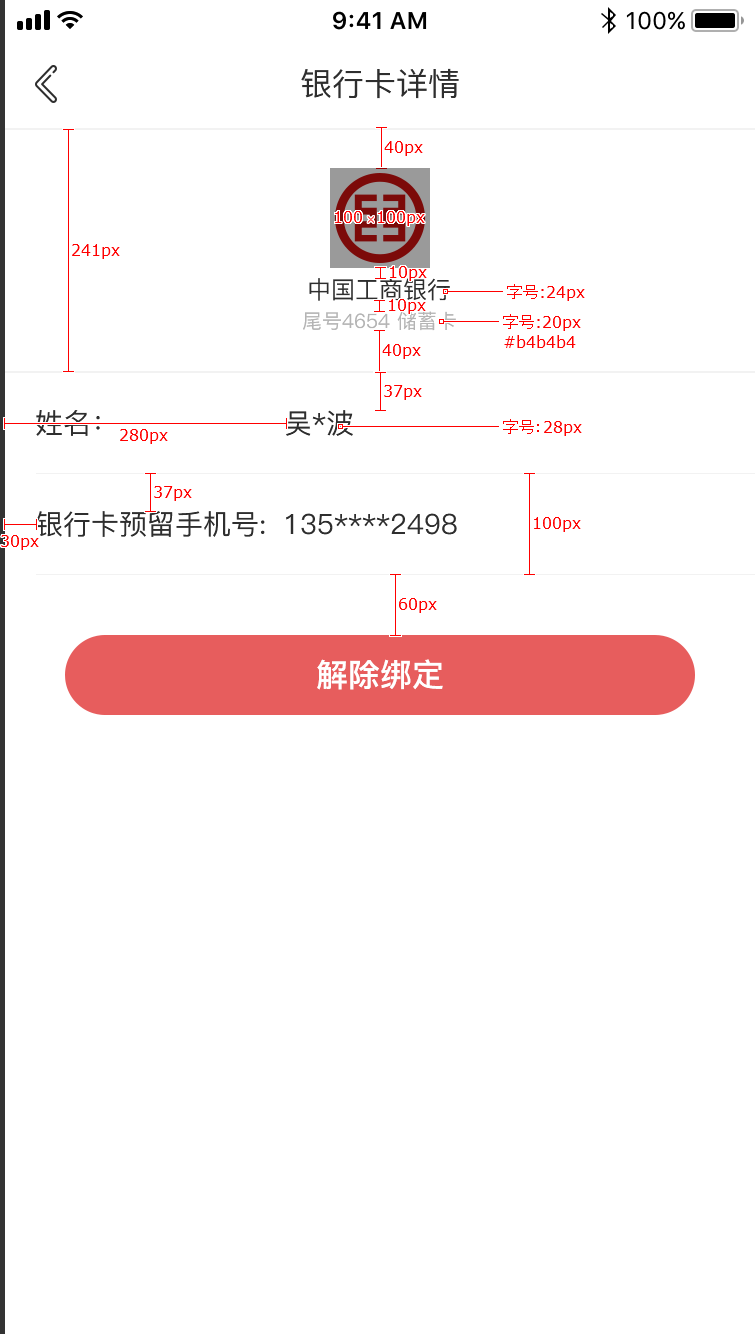 9:41 AM 100%
银行卡详情
40px
241px
100×100px
10px
中国工商银行 字号:24px
10px
尾号4654 储蓄卡 字号:20px
#b4b4b4
40px
37px
姓名： 吴*波 字号:28px
280px
37px
银行卡预留手机号: 135****2498 100px
30px
60px
解除绑定